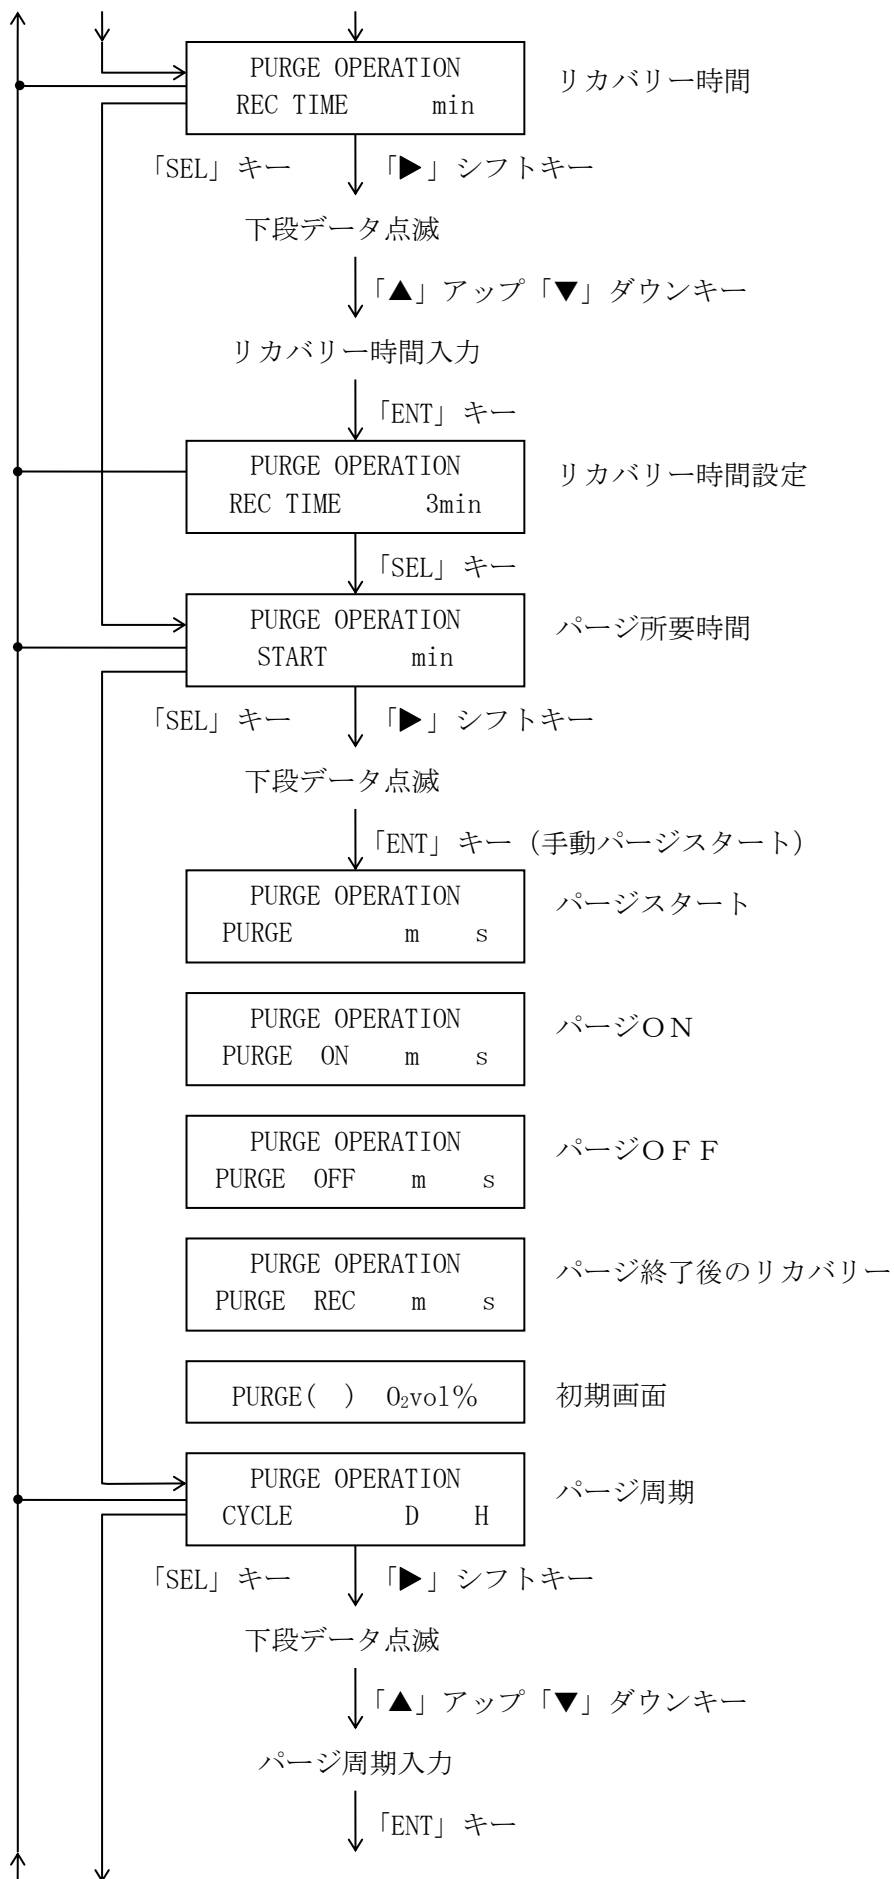 PURGE OPERATION
REC TIME min
リカバリー時間
「SEL」キー 「▶」シフトキー
下段データ点滅
「▲」アップ「▼」ダウンキー
リカバリー時間入力
「ENT」キー
PURGE OPERATION
REC TIME 3min
リカバリー時間設定
「SEL」キー
PURGE OPERATION
START min
パージ所要時間
「SEL」キー 「▶」シフトキー
下段データ点滅
「ENT」キー（手動パージスタート）
PURGE OPERATION
PURGE m s
パージスタート
PURGE OPERATION
PURGE ON m s
パージＯＮ
PURGE OPERATION
PURGE OFF m s
パージＯＦＦ
PURGE OPERATION
PURGE REC m s
パージ終了後のリカバリー
PURGE( ) O₂vol%
初期画面
PURGE OPERATION
CYCLE D H
パージ周期
「SEL」キー 「▶」シフトキー
下段データ点滅
「▲」アップ「▼」ダウンキー
パージ周期入力
「ENT」キー